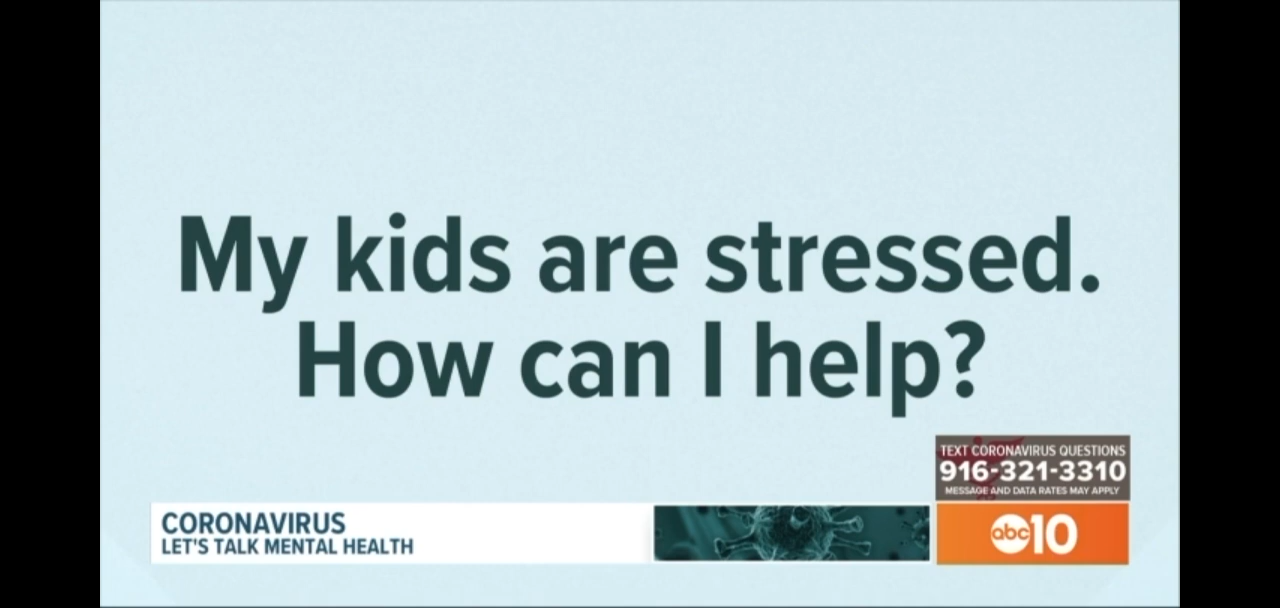 My kids are stressed.
How can I help?
TEXT CORONAVIRUS QUESTIONS
916-321-3310
MESSAGE AND DATA RATES MAY APPLY
CORONAVIRUS
LET'S TALK MENTAL HEALTH
abc10